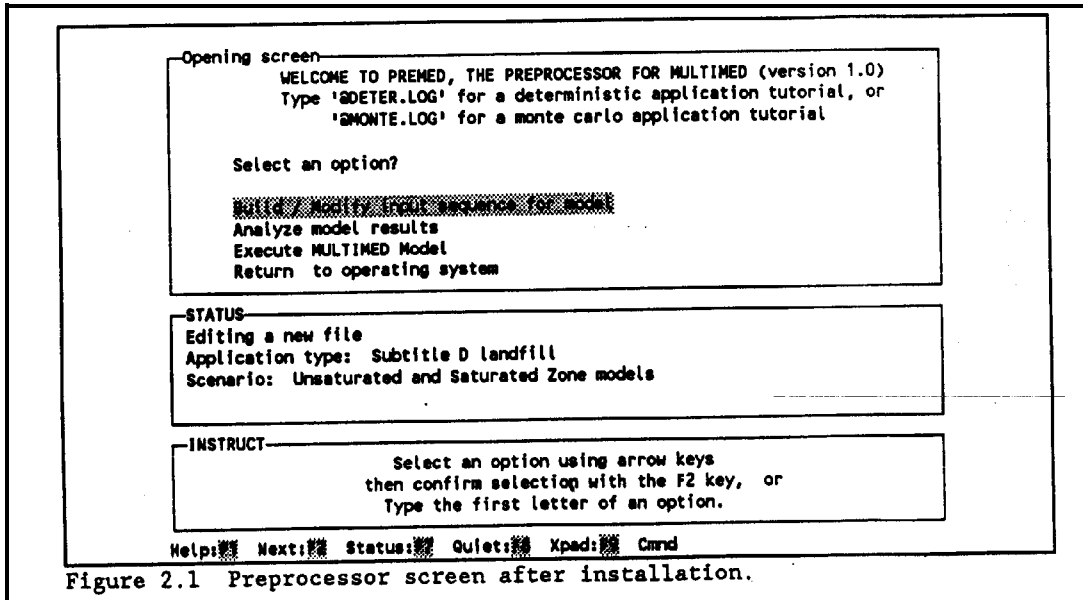 Opening screen
WELCOME TO PREMED, THE PREPROCESSOR FOR MULTIMED (version 1.0)
Type '@DETER.LOG' for a deterministic application tutorial, or
'@MONTE.LOG' for a monte carlo application tutorial
Select an option?
Build / Modify input sequence for model
Analyze model results
Execute MULTIMED Model
Return to operating system
STATUS
Editing a new file
Application type: Subtitle D landfill
Scenario: Unsaturated and Saturated Zone models
INSTRUCT
Select an option using arrow keys
then confirm selection with the F2 key, or
Type the first letter of an option.
Help:F1 Next:F2 Status:F7 Quiet: Xpad:F9 Cmnd
Figure 2.1 Preprocessor screen after installation.